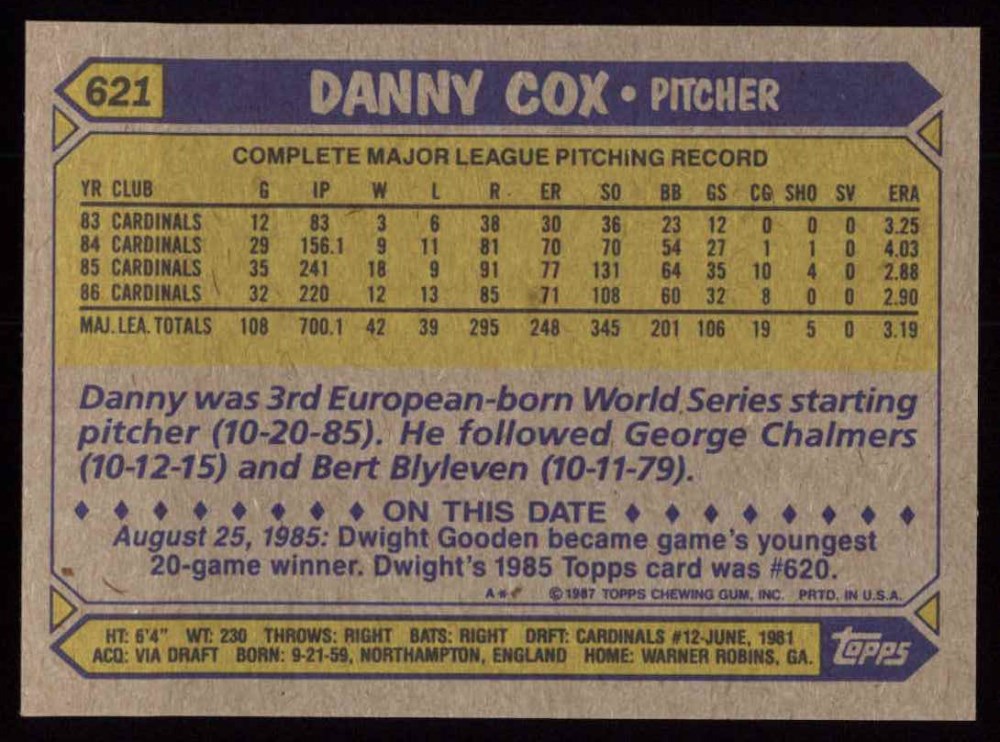 621 DANNY COX • PITCHER
COMPLETE MAJOR LEAGUE PITCHING RECORD
YR CLUB G IP W L R ER SO BB GS CG SHO SV ERA
83 CARDINALS 12 83 3 6 38 30 36 23 12 0 0 0 3.25
84 CARDINALS 29 156.1 9 11 81 70 70 54 27 1 1 0 4.03
85 CARDINALS 35 241 18 9 91 77 131 64 35 10 4 0 2.88
86 CARDINALS 32 220 12 13 85 71 108 60 32 8 0 0 2.90
MAJ. LEA. TOTALS 108 700.1 42 39 295 248 345 201 106 19 5 0 3.19
Danny was 3rd European-born World Series starting
pitcher (10-20-85). He followed George Chalmers
(10-12-15) and Bert Blyleven (10-11-79).
♦ ♦ ♦ ♦ ♦ ♦ ♦ ♦ ON THIS DATE ♦ ♦ ♦ ♦ ♦ ♦ ♦ ♦
August 25, 1985: Dwight Gooden became game's youngest
20-game winner. Dwight's 1985 Topps card was #620.
A** © 1987 TOPPS CHEWING GUM, INC. PRTD. IN U.S.A.
HT: 6'4" WT: 230 THROWS: RIGHT BATS: RIGHT DRFT: CARDINALS #12-JUNE, 1981
ACQ: VIA DRAFT BORN: 9-21-59, NORTHAMPTON, ENGLAND HOME: WARNER ROBINS, GA.
topps